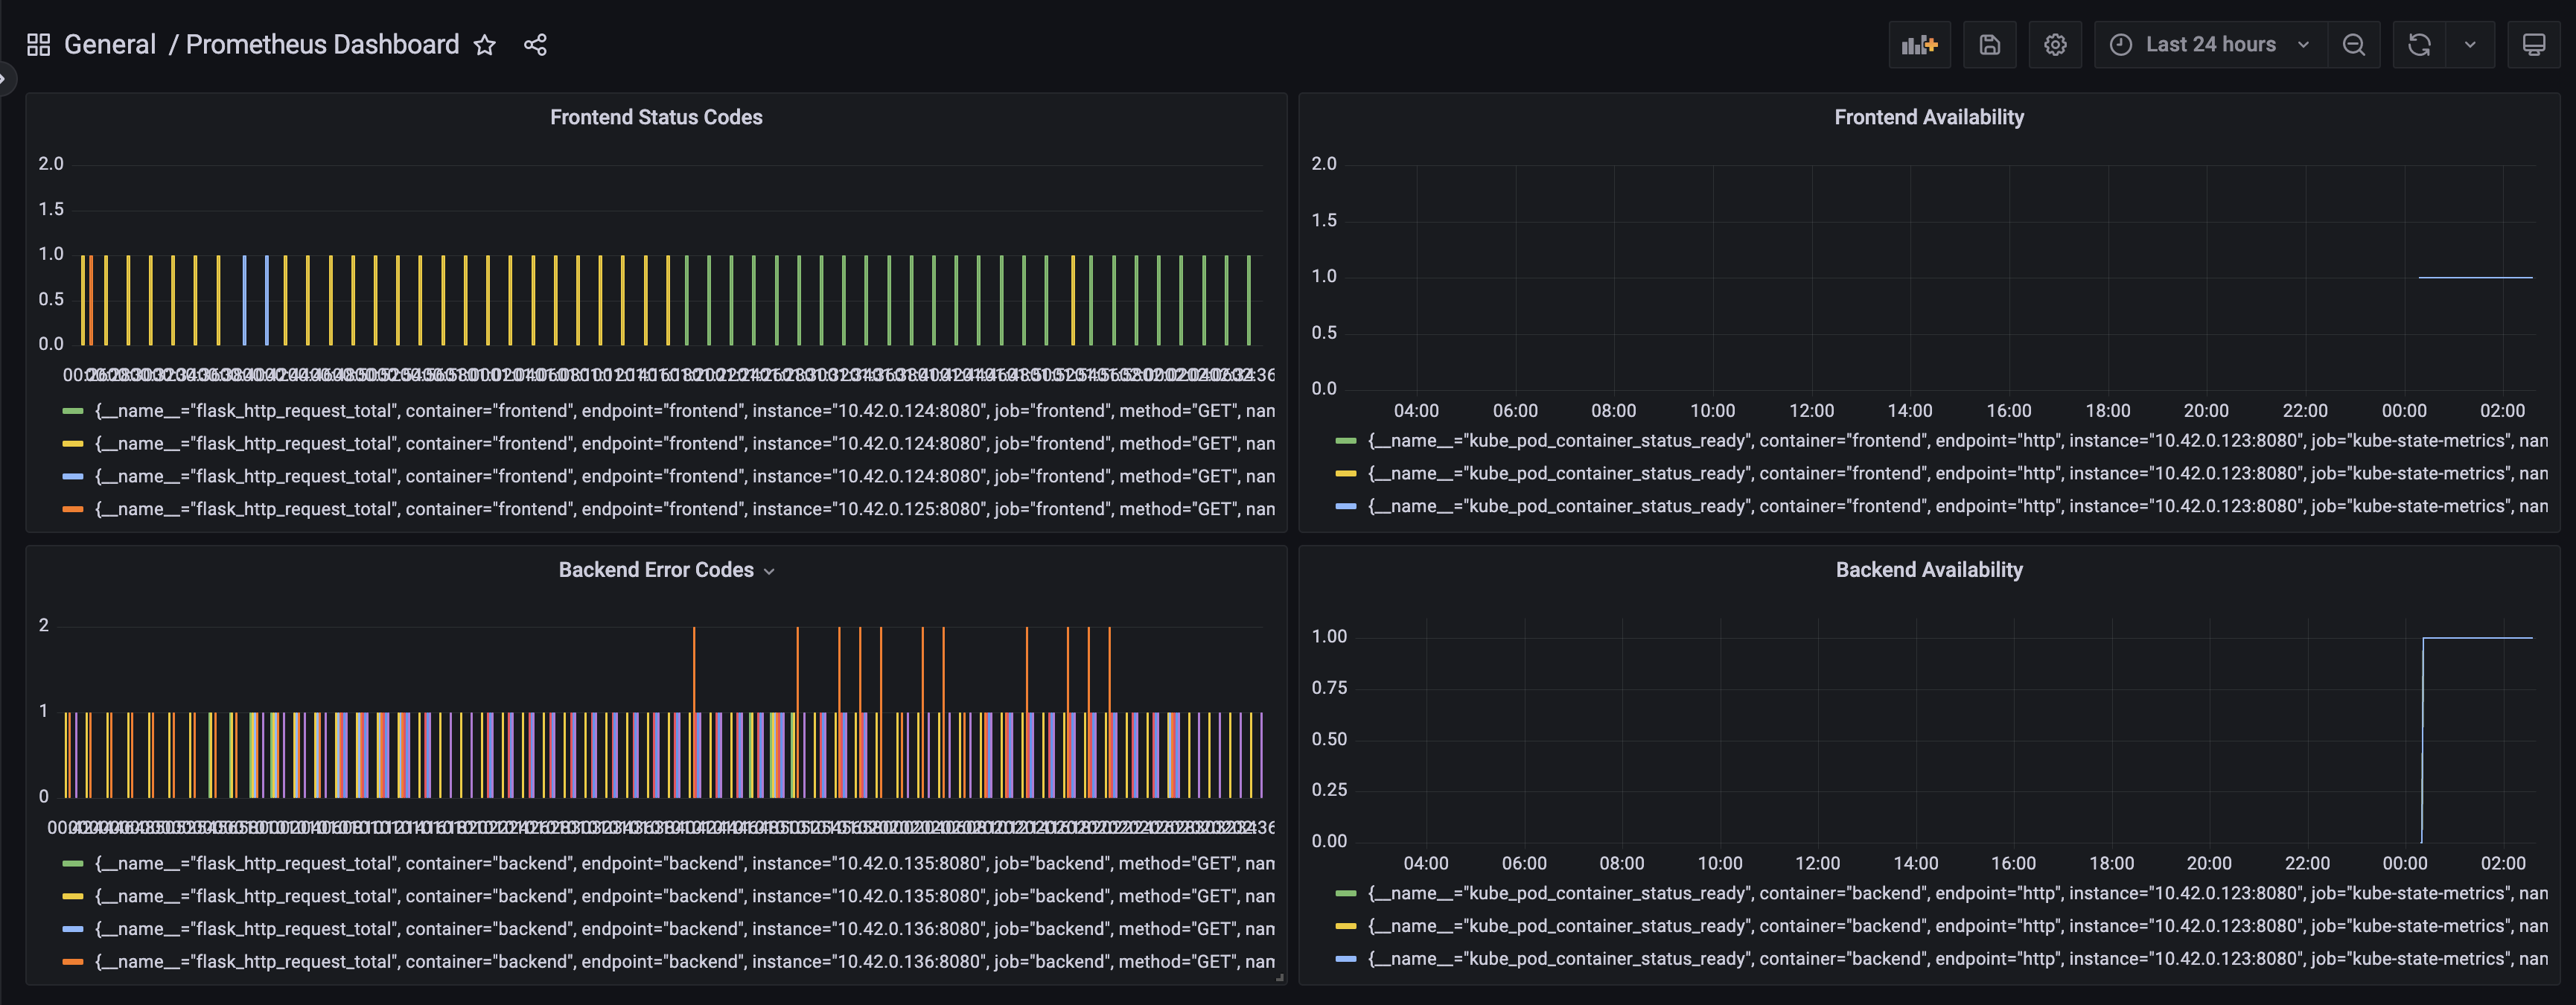 General / Prometheus Dashboard
Last 24 hours
Frontend Status Codes
2.0
1.5
1.0
0.5
0.0
{__name__="flask_http_request_total", container="frontend", endpoint="frontend", instance="10.42.0.124:8080", job="frontend", method="GET", nan
{__name__="flask_http_request_total", container="frontend", endpoint="frontend", instance="10.42.0.124:8080", job="frontend", method="GET", nan
{__name__="flask_http_request_total", container="frontend", endpoint="frontend", instance="10.42.0.124:8080", job="frontend", method="GET", nan
{__name__="flask_http_request_total", container="frontend", endpoint="frontend", instance="10.42.0.125:8080", job="frontend", method="GET", nan
Frontend Availability
2.0
1.5
1.0
0.5
0.0
04:00 06:00 08:00 10:00 12:00 14:00 16:00 18:00 20:00 22:00 00:00 02:00
{__name__="kube_pod_container_status_ready", container="frontend", endpoint="http", instance="10.42.0.123:8080", job="kube-state-metrics", nan
{__name__="kube_pod_container_status_ready", container="frontend", endpoint="http", instance="10.42.0.123:8080", job="kube-state-metrics", nan
{__name__="kube_pod_container_status_ready", container="frontend", endpoint="http", instance="10.42.0.123:8080", job="kube-state-metrics", nan
Backend Error Codes
2
1
0
{__name__="flask_http_request_total", container="backend", endpoint="backend", instance="10.42.0.135:8080", job="backend", method="GET", nan
{__name__="flask_http_request_total", container="backend", endpoint="backend", instance="10.42.0.135:8080", job="backend", method="GET", nan
{__name__="flask_http_request_total", container="backend", endpoint="backend", instance="10.42.0.136:8080", job="backend", method="GET", nan
{__name__="flask_http_request_total", container="backend", endpoint="backend", instance="10.42.0.136:8080", job="backend", method="GET", nan
Backend Availability
1.00
0.75
0.50
0.25
0.00
04:00 06:00 08:00 10:00 12:00 14:00 16:00 18:00 20:00 22:00 00:00 02:00
{__name__="kube_pod_container_status_ready", container="backend", endpoint="http", instance="10.42.0.123:8080", job="kube-state-metrics", nan
{__name__="kube_pod_container_status_ready", container="backend", endpoint="http", instance="10.42.0.123:8080", job="kube-state-metrics", nan
{__name__="kube_pod_container_status_ready", container="backend", endpoint="http", instance="10.42.0.123:8080", job="kube-state-metrics", nan